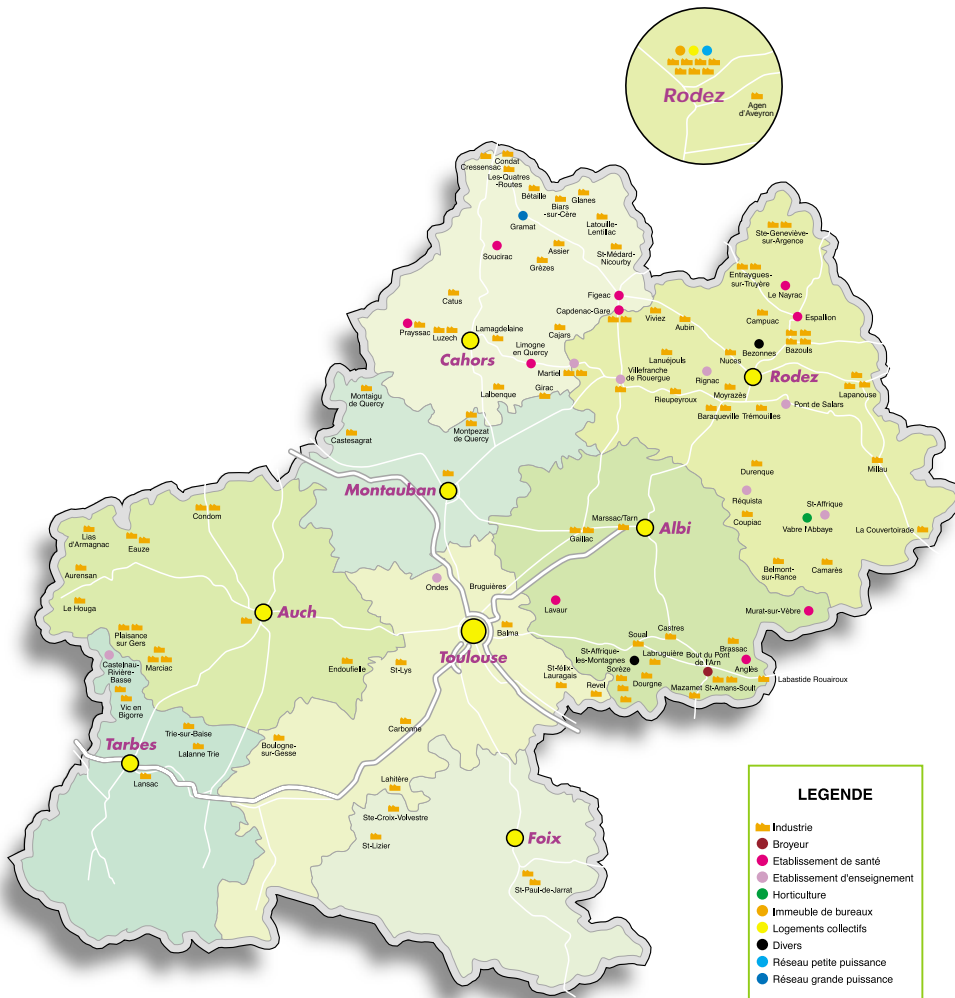 Rodez
Agen
d'Aveyron
Condat
Cressensac
Les-Quatres
-Routes
Bétaille
Biars
-sur-Cère
Glanes
Gramat
Latouille-
Lentillac
Soucirac
Assier
St-Médard-
Nicourby
Grèzes
Ste-Geneviève-
sur-Argence
Entraygues-
sur-Truyère
Le Nayrac
Figeac
Catus
Capdenac-Gare
Viviez
Aubin
Campuac
Espallion
Prayssac
Luzech
Lamagdelaine
Cajars
Cahors
Limogne
en Quercy
Martiel
Lanuéjouls
Nuces
Bezonnes
Bazouls
Villefranche
de Rouergue
Rignac
Rodez
Girac
Lalbenque
Rieupeyroux
Moyrazès
Lapanouse
Montaigu
de Quercy
Baraqueville
Trémouilles
Pont de Salars
Castesagrat
Montpezat
de Quercy
Millau
Durenque
Montauban
Réquista
St-Affrique
Condom
Coupiac
Vabre l'Abbaye
La Couvertoirade
Marssac/Tarn
Albi
Gaillac
Lias
d'Armagnac
Eauze
Aurensan
Belmont-
sur-Rance
Camarès
Ondes
Bruguières
Le Houga
Auch
Lavaur
Murat-sur-Vèbre
Balma
Castres
Plaisance
sur Gers
Toulouse
Soual
Brassac
St-Affrique-
les-Montagnes
Labruguière
Bout du Pont
de l'Arn
Marciac
Castelnau-
Rivière-
Basse
Endoufielle
St-Lys
St-félix-
Lauragais
Sorèze
Anglès
Dourgne
Labastide Rouairoux
Revel
Mazamet
St-Amans-Soult
Vic en
Bigorre
Carbonne
Trie-sur-Baise
Boulogne-
sur-Gesse
Tarbes
Lalanne Trie
Lansac
Lahitère
Ste-Croix-Volvestre
Foix
St-Lizier
St-Paul-de-Jarrat
LEGENDE
Industrie
Broyeur
Etablissement de santé
Etablissement d'enseignement
Horticulture
Immeuble de bureaux
Logements collectifs
Divers
Réseau petite puissance
Réseau grande puissance